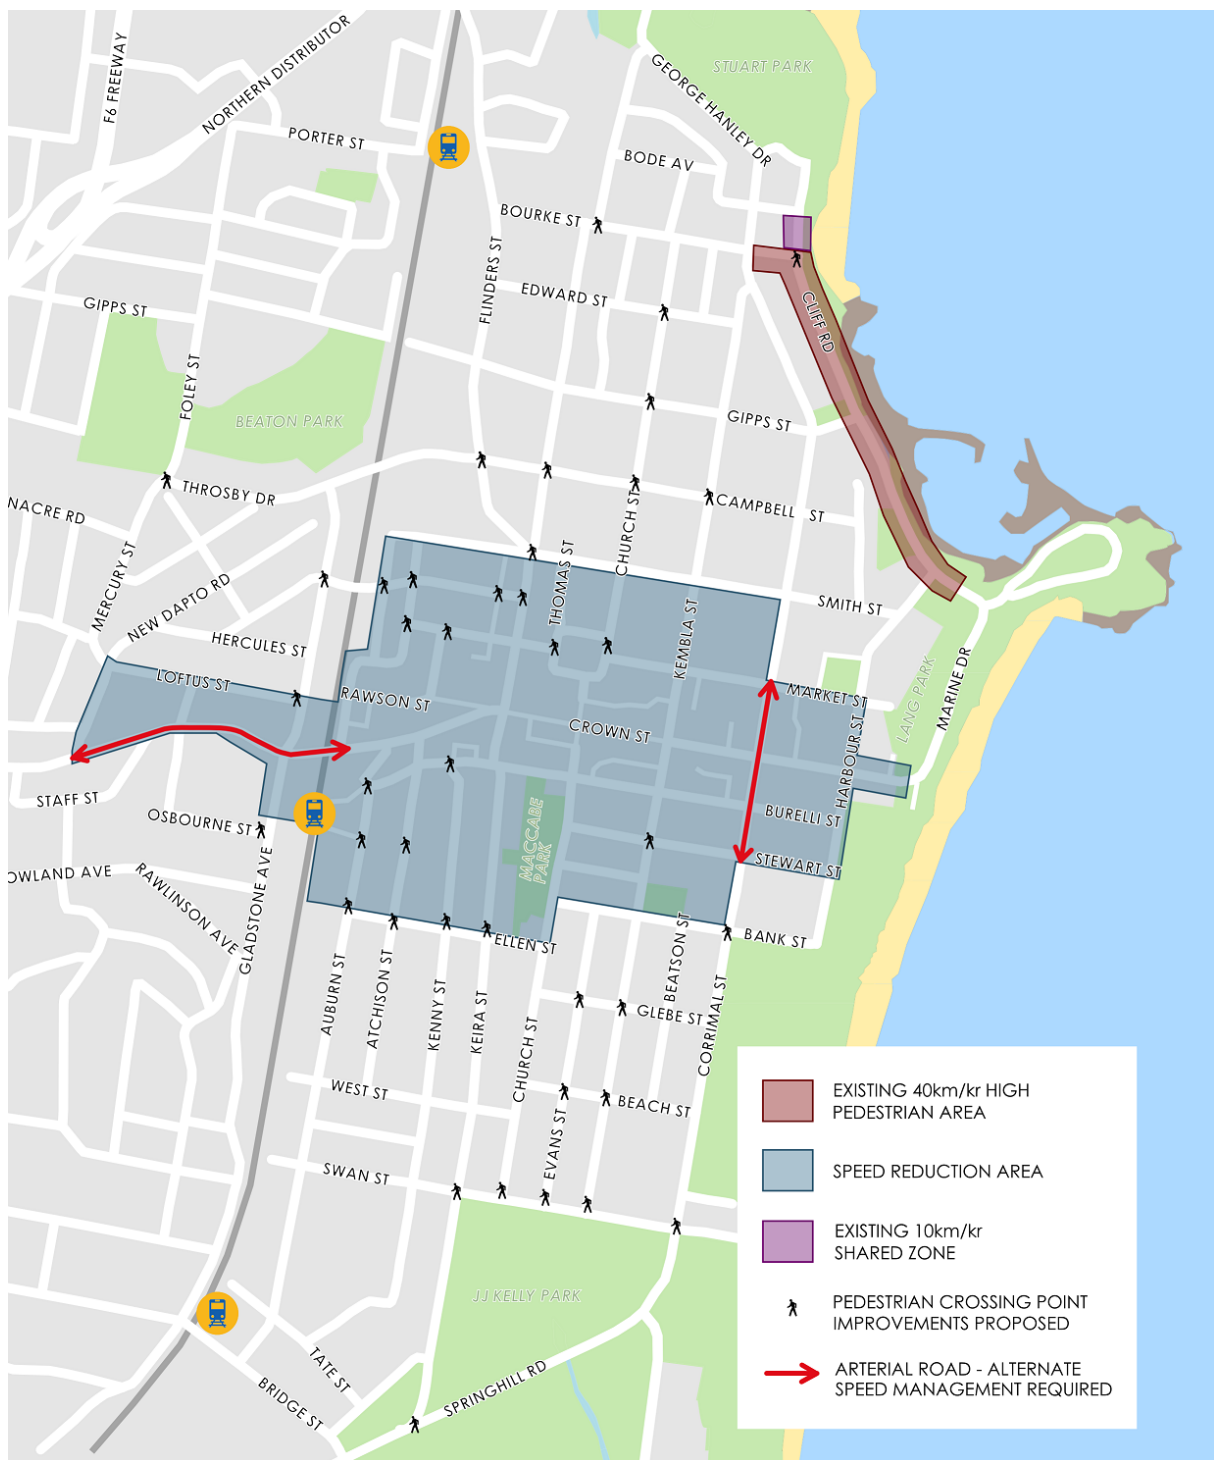 STUART PARK
F6 FREEWAY
NORTHERN DISTRIBUTOR
GEORGE HANLEY DR
PORTER ST
BODE AV
BOURKE ST
FLINDERS ST
EDWARD ST
CLIFF RD
GIPPS ST
FOLEY ST
BEATON PARK
GIPPS ST
THROSBY DR
NACRE RD
CAMPBELL ST
CHURCH ST
MERCURY ST
NEW DAPTO RD
THOMAS ST
SMITH ST
KEMBLA ST
HERCULES ST
LOFTUS ST
RAWSON ST
MARKET ST
LANG PARK
MARINE DR
CROWN ST
HARBOUR ST
STAFF ST
OSBOURNE ST
BURELLI ST
MACCABE
PARK
STEWART ST
OWLAND AVE
RAWLINSON AVE
GLADSTONE AVE
ELLEN ST
BANK ST
BEATSON ST
AUBURN ST
ATCHISON ST
KENNY ST
KEIRA ST
CHURCH ST
GLEBE ST
CORRIMAL ST
WEST ST
BEACH ST
EVANS ST
SWAN ST
JJ KELLY PARK
TATE ST
BRIDGE ST
SPRINGHILL RD
EXISTING 40km/kr HIGH
PEDESTRIAN AREA
SPEED REDUCTION AREA
EXISTING 10km/kr
SHARED ZONE
PEDESTRIAN CROSSING POINT
IMPROVEMENTS PROPOSED
ARTERIAL ROAD - ALTERNATE
SPEED MANAGEMENT REQUIRED